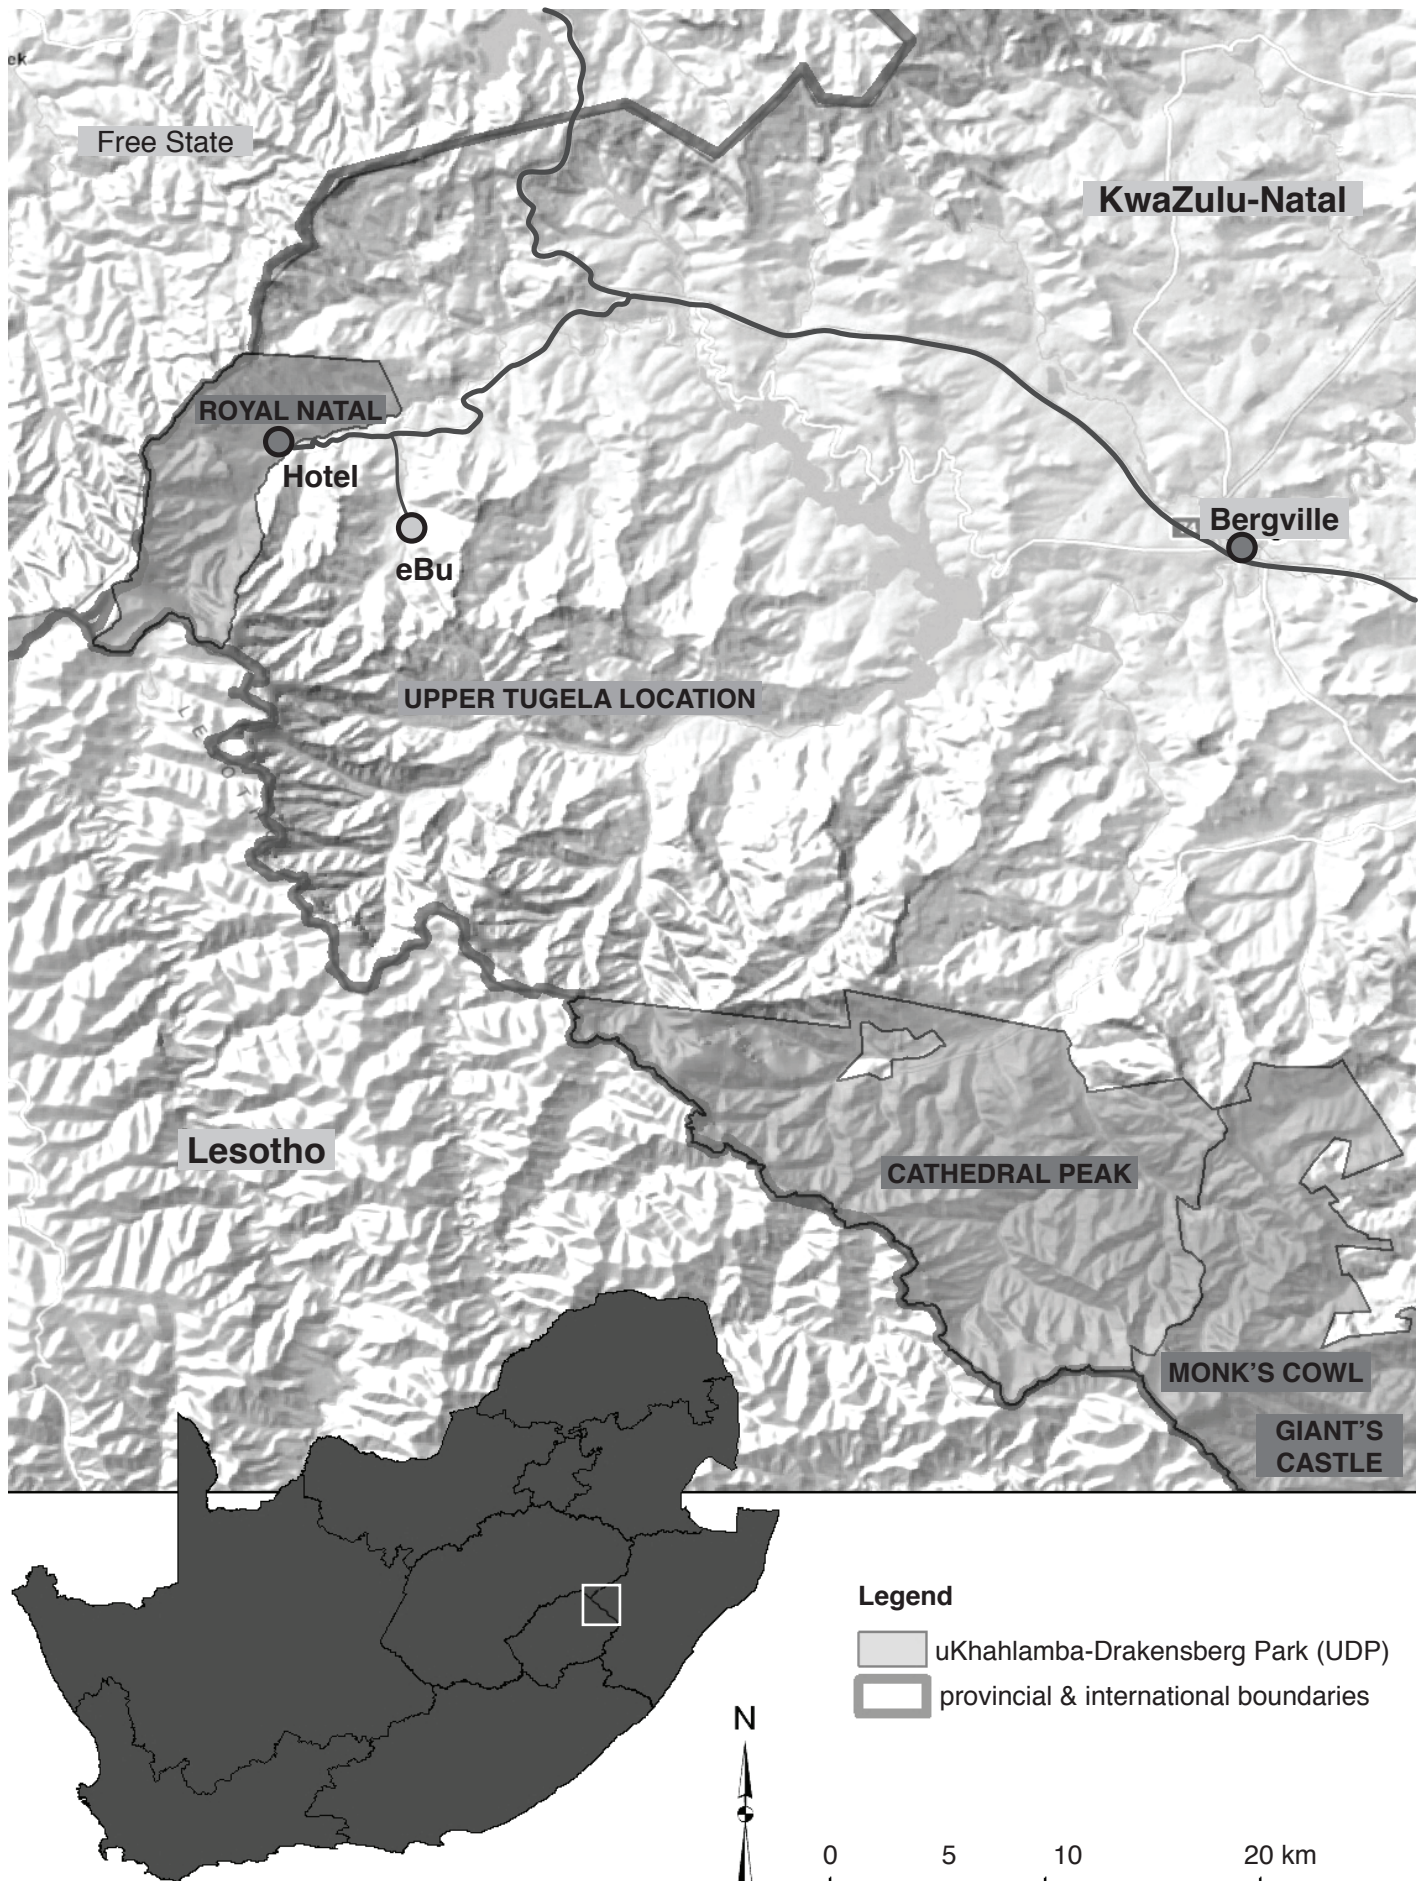 ek
Free State
KwaZulu-Natal
ROYAL NATAL
Hotel
eBu
Bergville
UPPER TUGELA LOCATION
Lesotho
CATHEDRAL PEAK
MONK'S COWL
GIANT'S
CASTLE
Legend
uKhahlamba-Drakensberg Park (UDP)
provincial & international boundaries
N
0 5 10 20 km